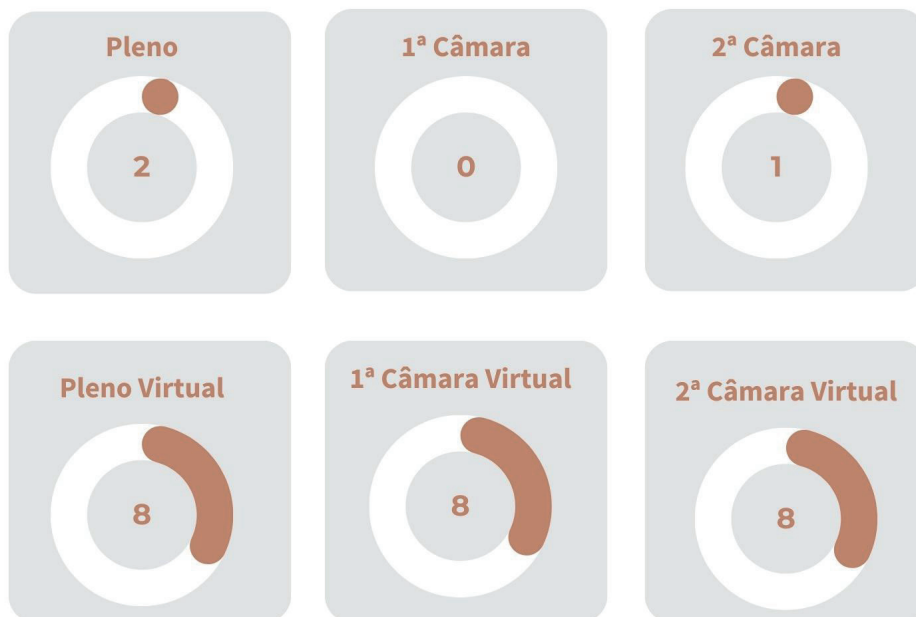 Pleno
2
1ª Câmara
0
2ª Câmara
1
Pleno Virtual
8
1ª Câmara Virtual
8
2ª Câmara Virtual
8